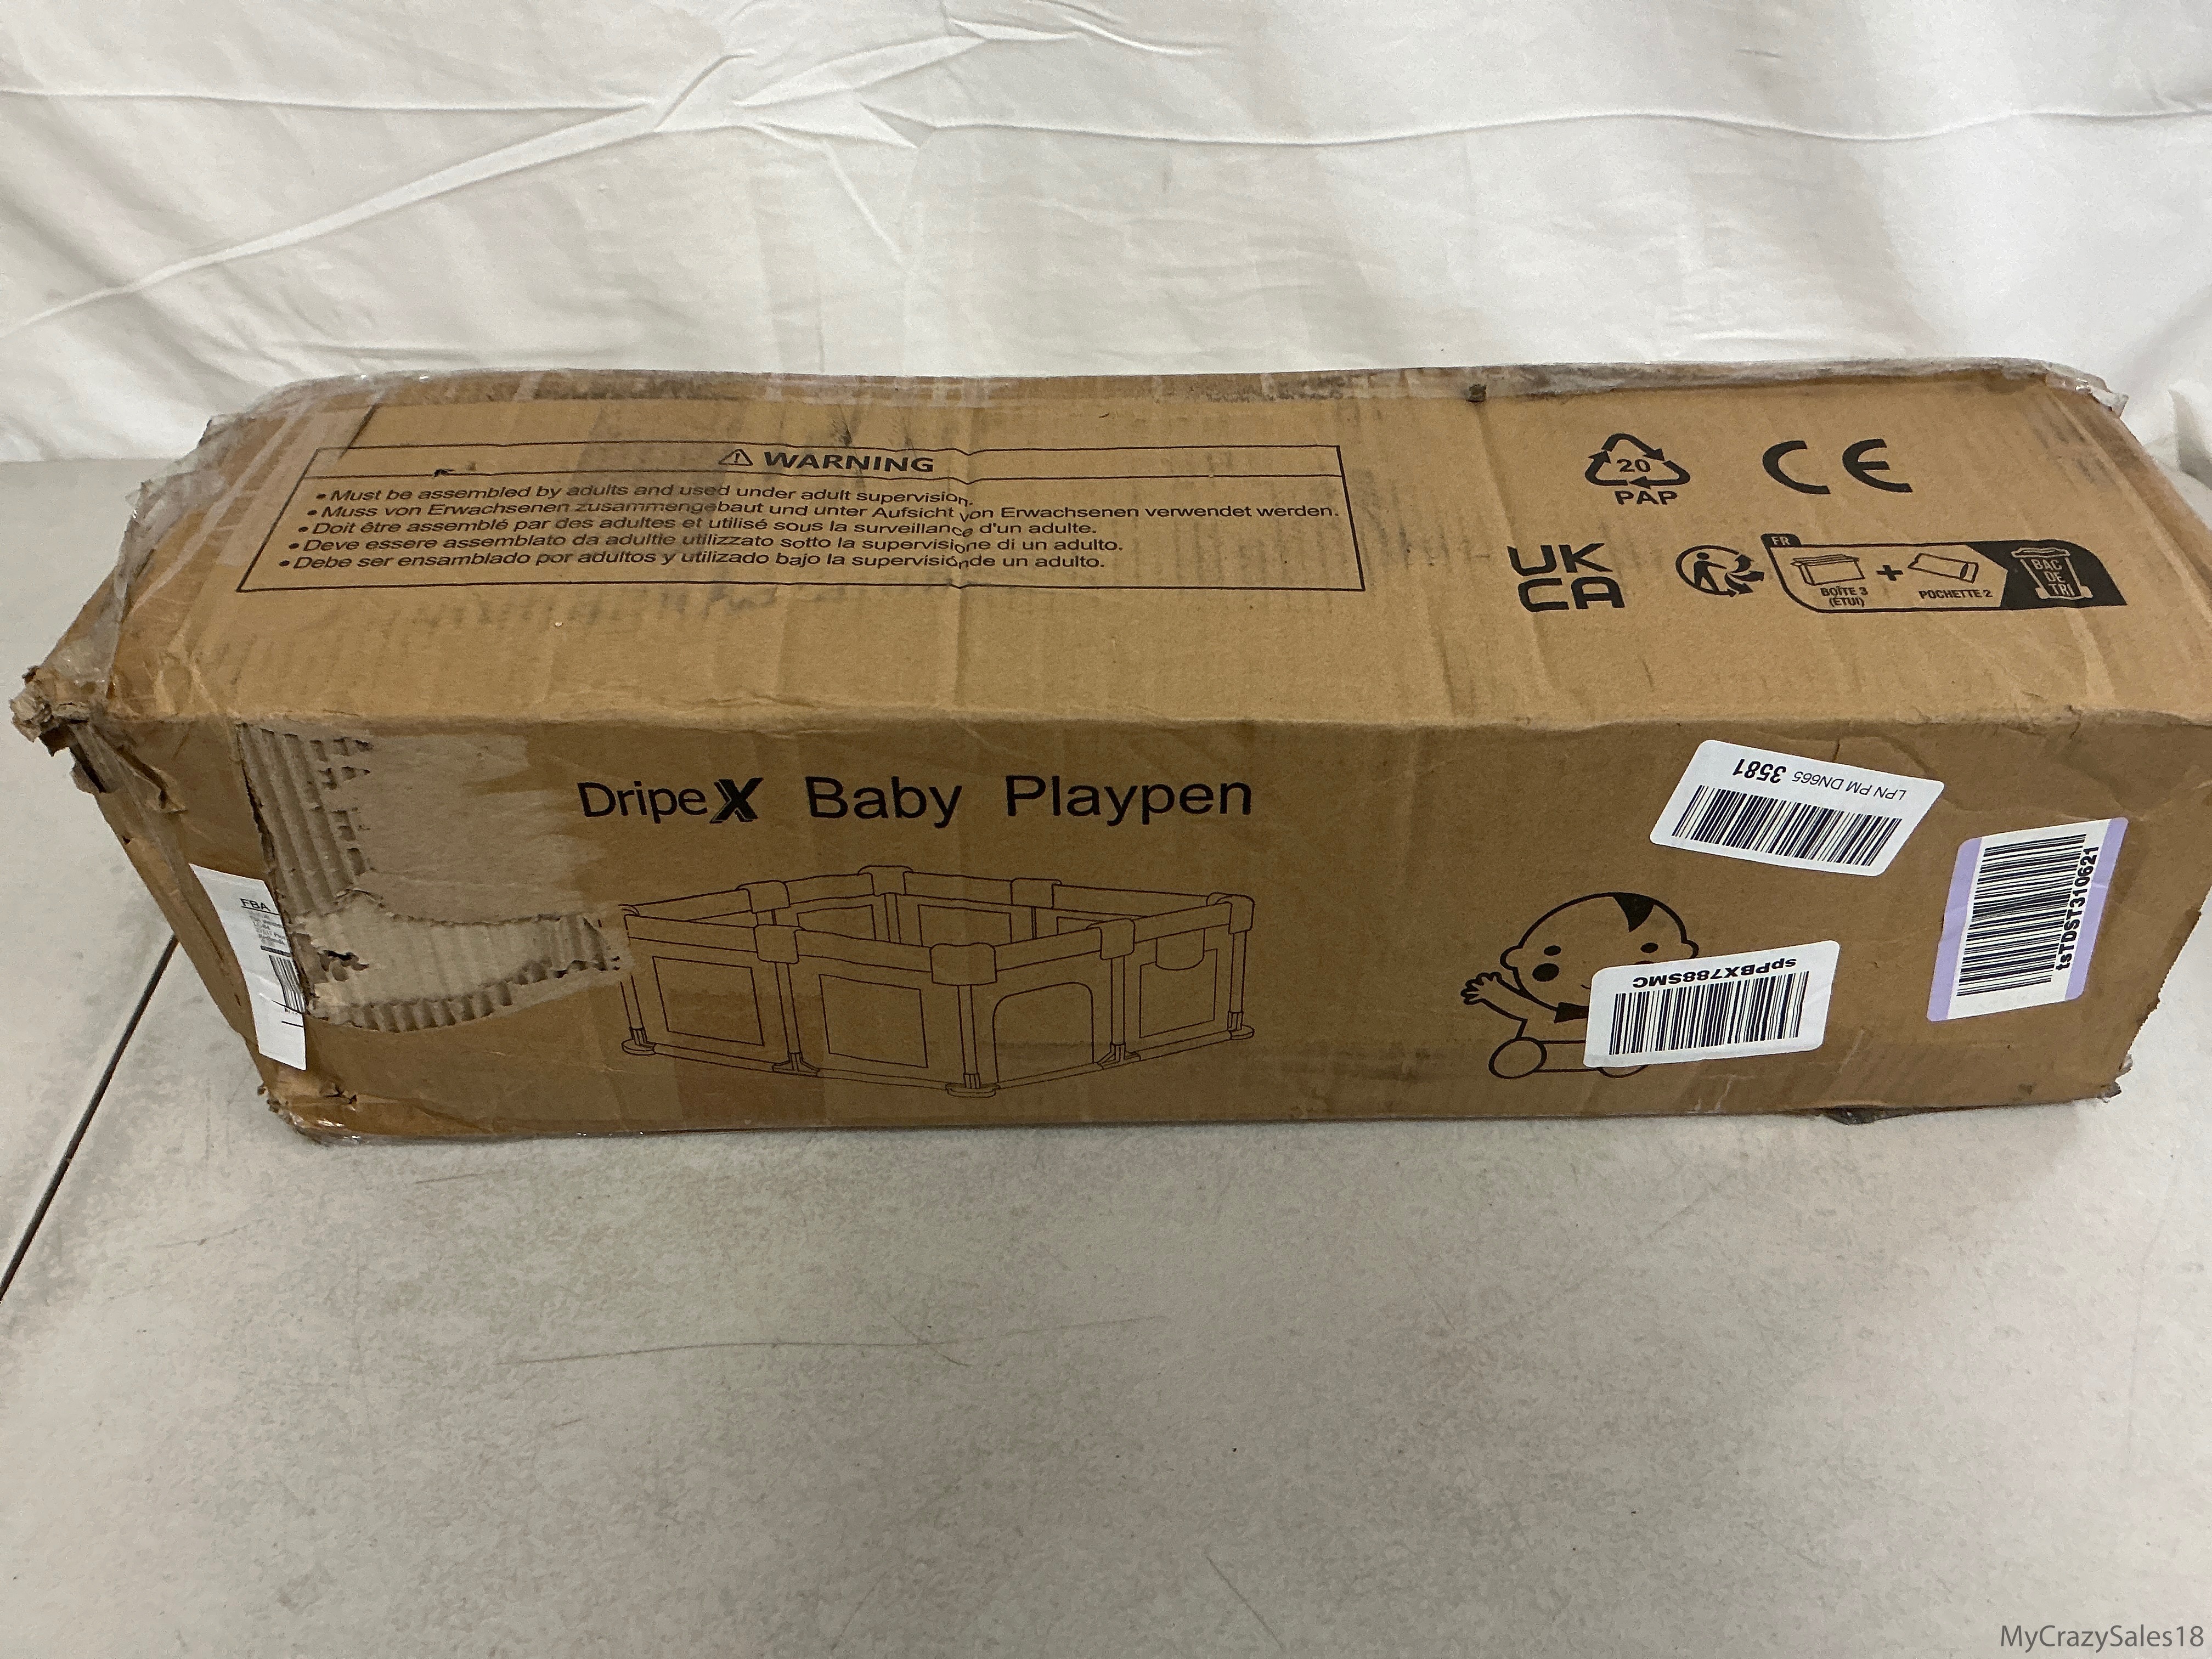 WARNING
• Must be assembled by adults and used under adult supervision.
• Muss von Erwachsenen zusammengebaut und unter Aufsicht von Erwachsenen verwendet werden.
• Doit être assemblé par des adultes et utilisé sous la surveillance d'un adulte.
• Deve essere assemblato da adultie utilizzato sotto la supervisione di un adulto.
• Debe ser ensamblado por adultos y utilizado bajo la supervisiónde un adulto.
20
PAP
CE
UK
CA
FR
BOÎTE 3
(ÉTUI)
+
POCHETTE 2
BAC
DE
TRI
DripeX Baby Playpen
LPN PM DN665 3581
tsTDST310621
spPBX788SMC
FBA
MyCrazySales18